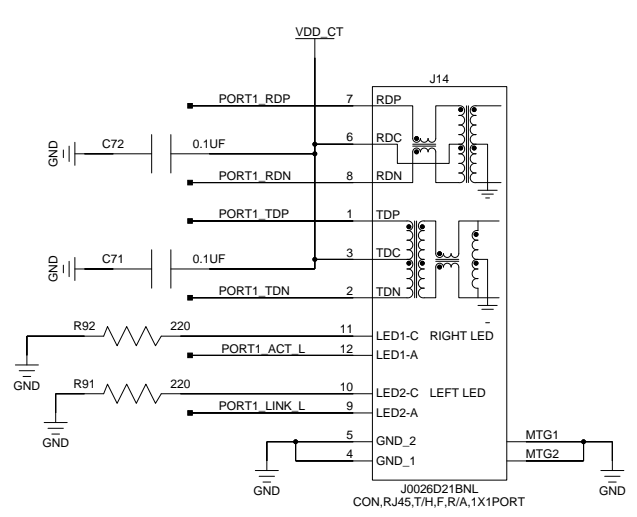 VDD_CT
J14
PORT1_RDP 7 RDP
GND C72 0.1UF 6 RDC
PORT1_RDN 8 RDN
PORT1_TDP 1 TDP
GND C71 0.1UF 3 TDC
PORT1_TDN 2 TDN
R92 220 11 LED1-C RIGHT LED
PORT1_ACT_L 12 LED1-A
GND
R91 220 10 LED2-C LEFT LED
PORT1_LINK_L 9 LED2-A
GND
5 GND_2 MTG1
4 GND_1 MTG2
GND GND
J0026D21BNL
CON,RJ45,T/H,F,R/A,1X1PORT